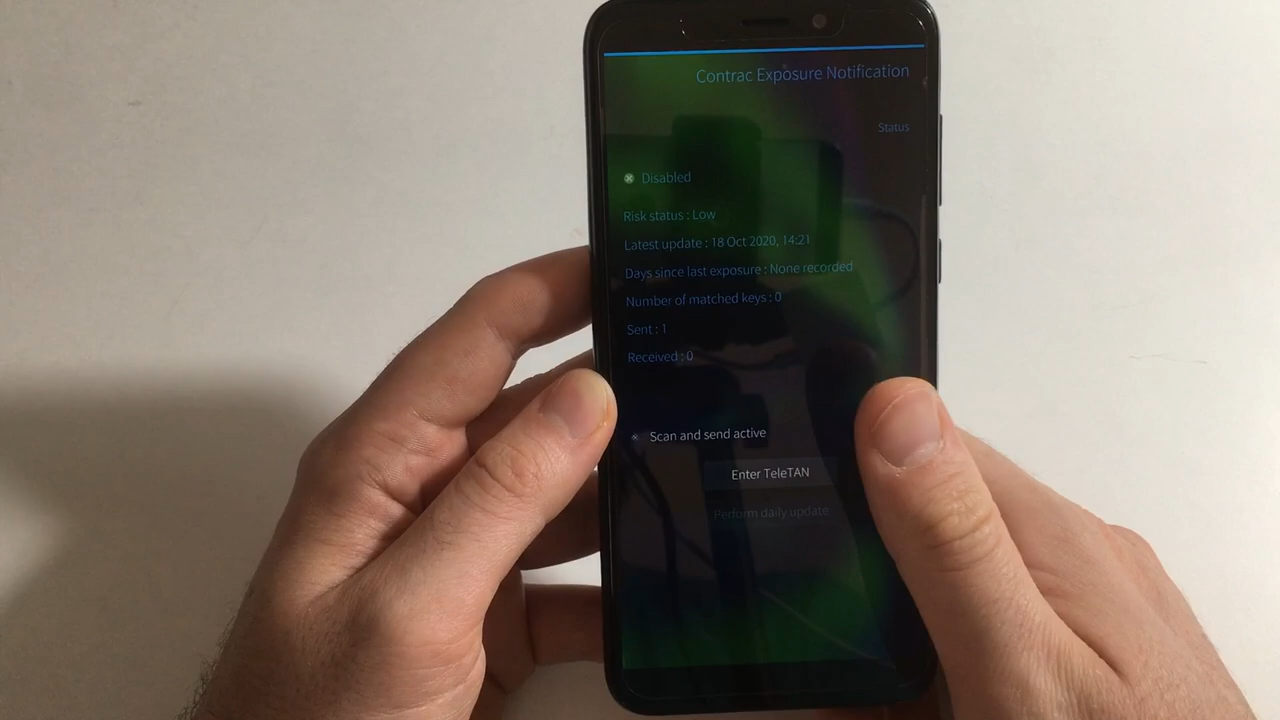 Contrac Exposure Notification
Status
Disabled
Risk status : Low
Latest update : 18 Oct 2020, 14:21
Days since last exposure : None recorded
Number of matched keys : 0
Sent : 1
Received : 0
Scan and send active
Enter TeleTAN
Perform daily update